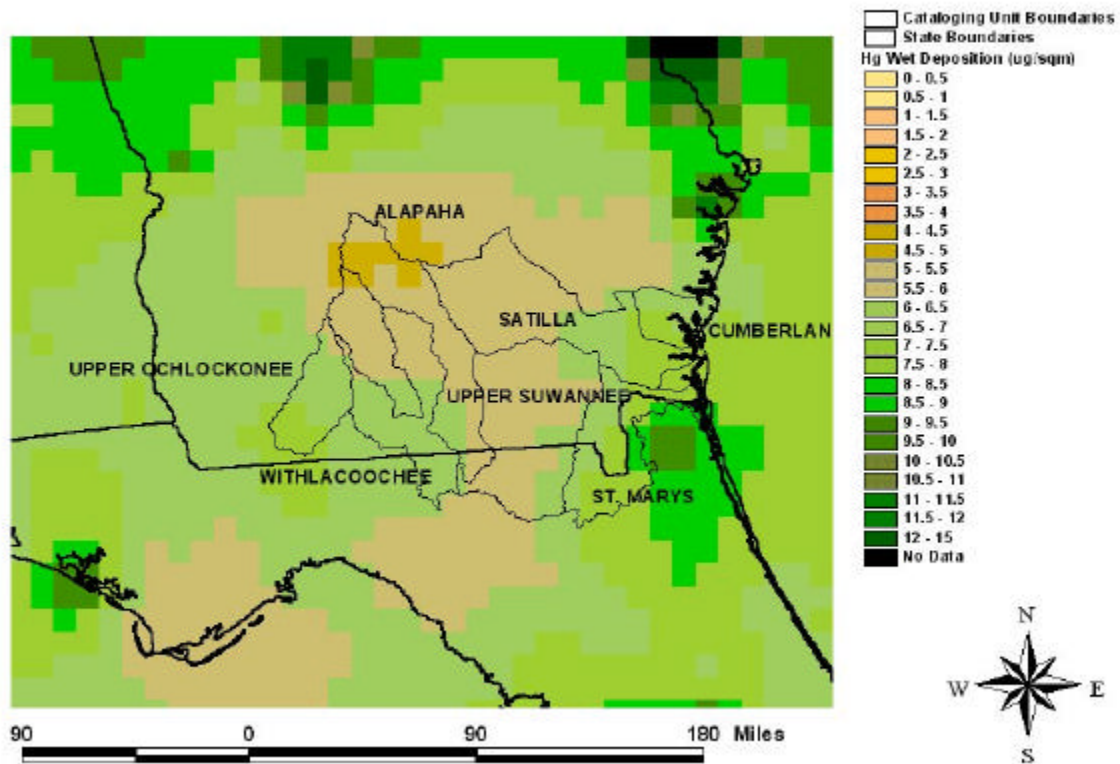 Cataloging Unit Boundaries
State Boundaries
Hg Wet Deposition (ug/sqm)
0 - 0.5
0.5 - 1
1 - 1.5
1.5 - 2
2 - 2.5
2.5 - 3
3 - 3.5
3.5 - 4
4 - 4.5
4.5 - 5
5 - 5.5
5.5 - 6
6 - 6.5
6.5 - 7
7 - 7.5
7.5 - 8
8 - 8.5
8.5 - 9
9 - 9.5
9.5 - 10
10 - 10.5
10.5 - 11
11 - 11.5
11.5 - 12
12 - 15
No Data
ALAPAHA
SATILLA
CUMBERLAN
UPPER OCHLOCKONEE
UPPER SUWANNEE
WITHLACOOCHEE
ST. MARYS
N
W E
S
90 0 90 180 Miles